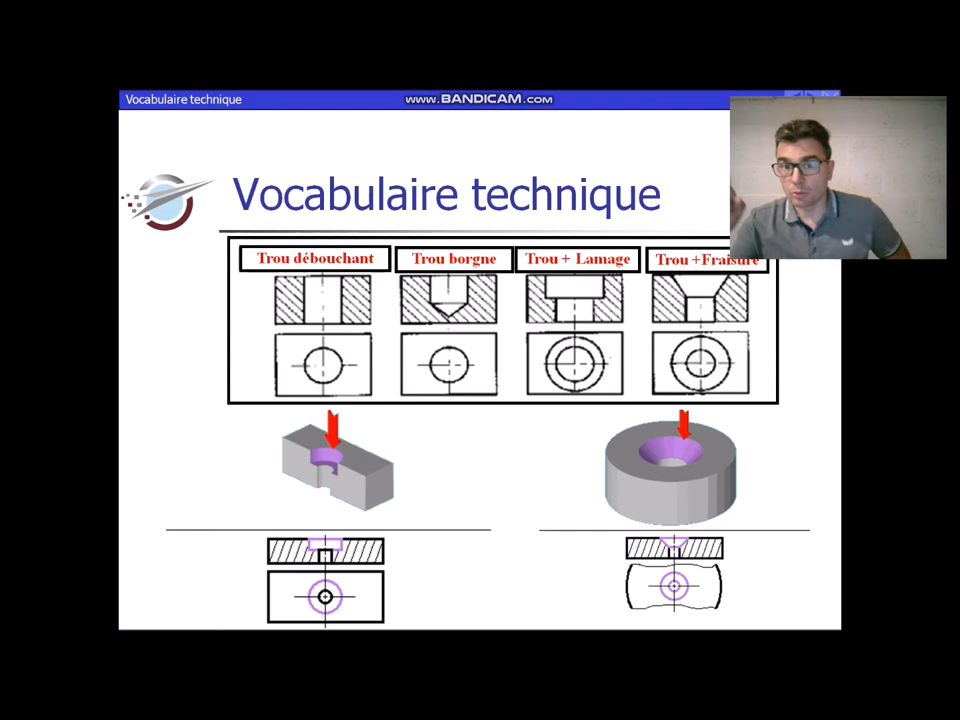 Vocabulaire technique
www.BANDICAM.com
Vocabulaire technique
Trou débouchant
Trou borgne
Trou + Lamage
Trou +Fraisure